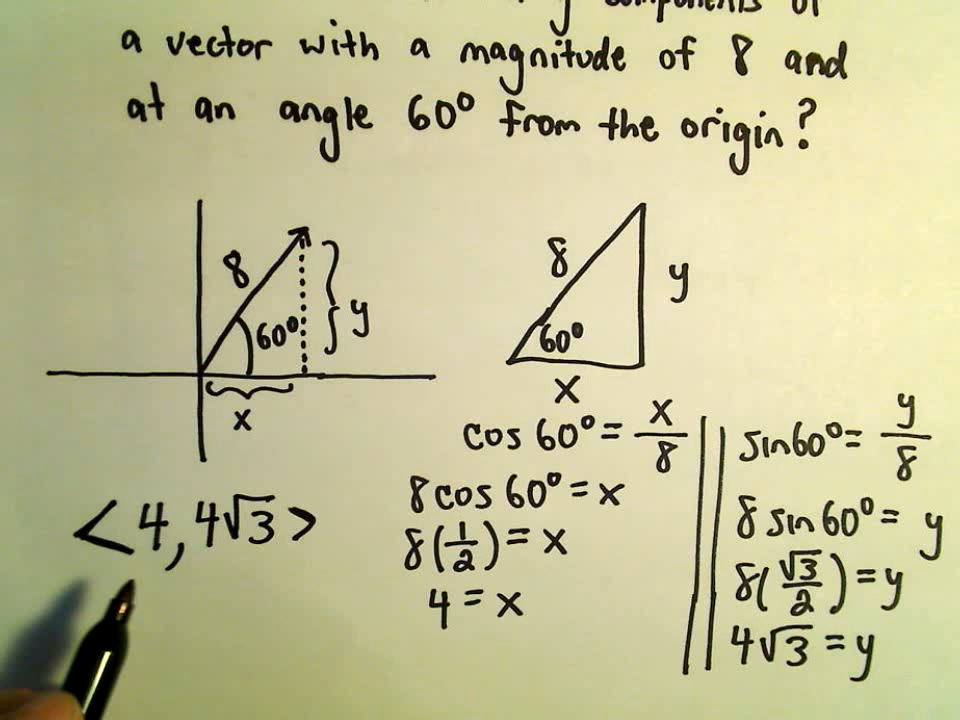 components of
a vector with a magnitude of 8 and
at an angle 60° from the origin?
8
60°
y
x
8
60°
y
x
cos 60° = x/8
8 cos 60° = x
8(1/2) = x
4 = x
sin 60° = y/8
8 sin 60° = y
8(√3/2) = y
4√3 = y
<4, 4√3>